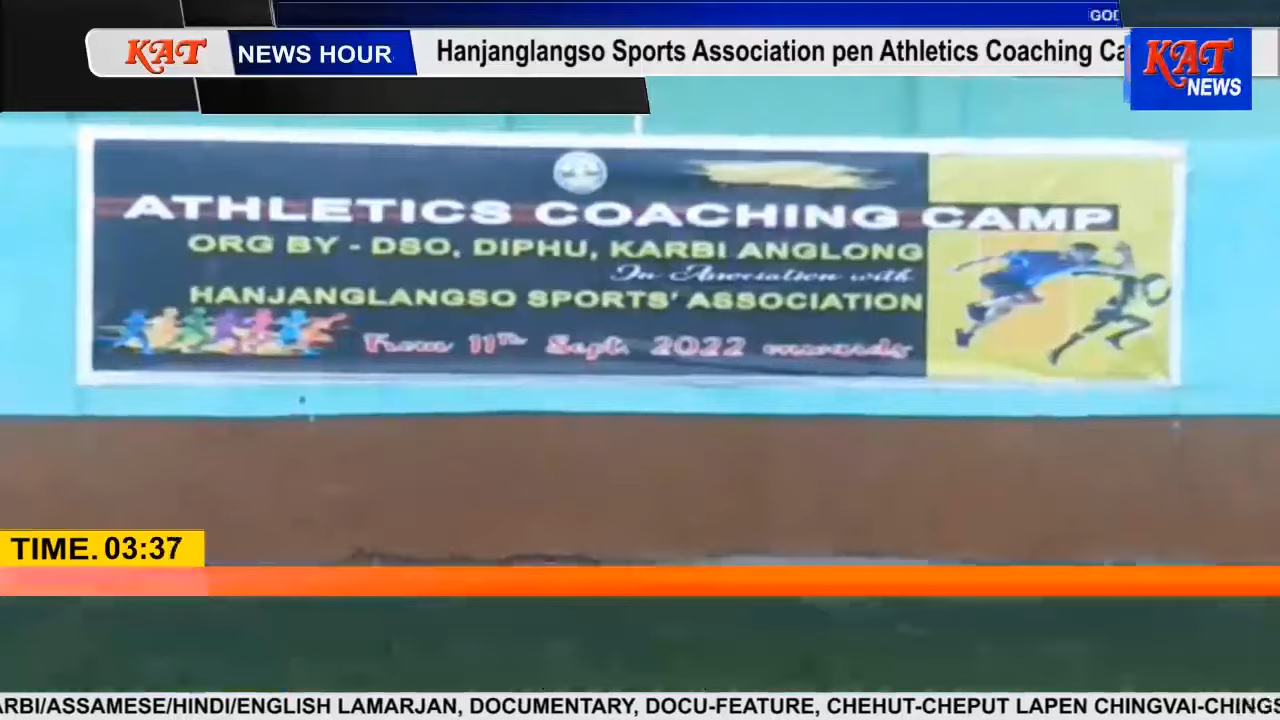 GOD
KAT NEWS HOUR Hanjanglangso Sports Association pen Athletics Coaching Ca
KAT
NEWS
ATHLETICS COACHING CAMP
ORG BY - DSO, DIPHU, KARBI ANGLONG
In Association with
HANJANGLANGSO SPORTS' ASSOCIATION
From 11th Sept. 2022 onwards
TIME. 03:37
ARBI/ASSAMESE/HINDI/ENGLISH LAMARJAN, DOCUMENTARY, DOCU-FEATURE, CHEHUT-CHEPUT LAPEN CHINGVAI-CHINGS